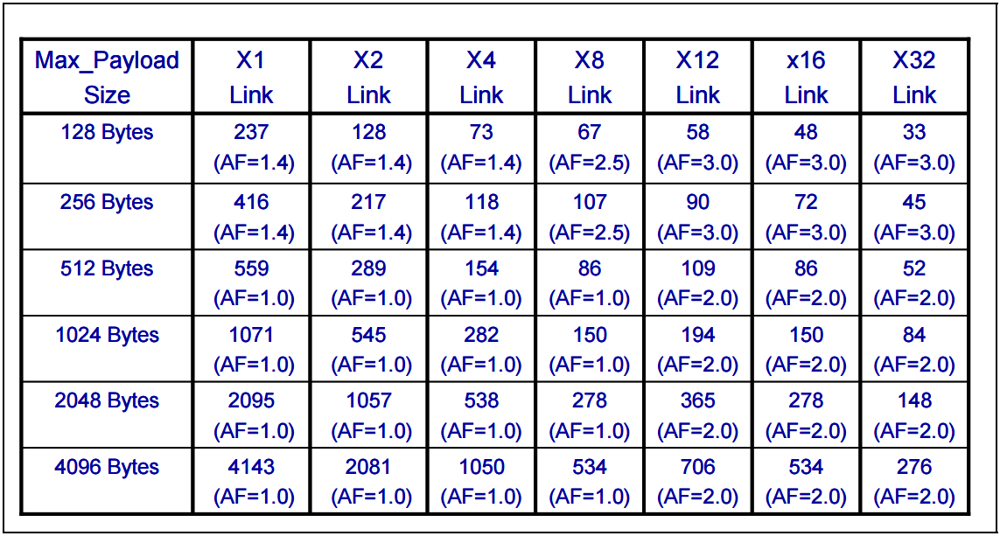 Max_Payload Size X1 Link X2 Link X4 Link X8 Link X12 Link x16 Link X32 Link
128 Bytes 237 (AF=1.4) 128 (AF=1.4) 73 (AF=1.4) 67 (AF=2.5) 58 (AF=3.0) 48 (AF=3.0) 33 (AF=3.0)
256 Bytes 416 (AF=1.4) 217 (AF=1.4) 118 (AF=1.4) 107 (AF=2.5) 90 (AF=3.0) 72 (AF=3.0) 45 (AF=3.0)
512 Bytes 559 (AF=1.0) 289 (AF=1.0) 154 (AF=1.0) 86 (AF=1.0) 109 (AF=2.0) 86 (AF=2.0) 52 (AF=2.0)
1024 Bytes 1071 (AF=1.0) 545 (AF=1.0) 282 (AF=1.0) 150 (AF=1.0) 194 (AF=2.0) 150 (AF=2.0) 84 (AF=2.0)
2048 Bytes 2095 (AF=1.0) 1057 (AF=1.0) 538 (AF=1.0) 278 (AF=1.0) 365 (AF=2.0) 278 (AF=2.0) 148 (AF=2.0)
4096 Bytes 4143 (AF=1.0) 2081 (AF=1.0) 1050 (AF=1.0) 534 (AF=1.0) 706 (AF=2.0) 534 (AF=2.0) 276 (AF=2.0)